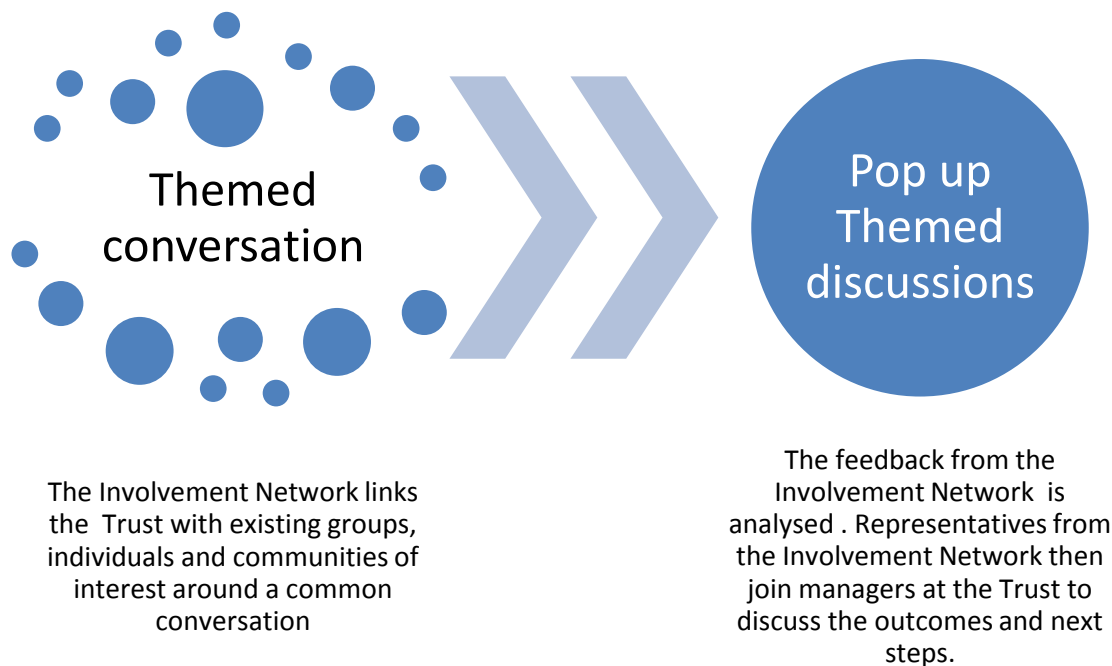 Themed
conversation
Pop up
Themed
discussions
The Involvement Network links
the Trust with existing groups,
individuals and communities of
interest around a common
conversation
The feedback from the
Involvement Network is
analysed . Representatives from
the Involvement Network then
join managers at the Trust to
discuss the outcomes and next
steps.